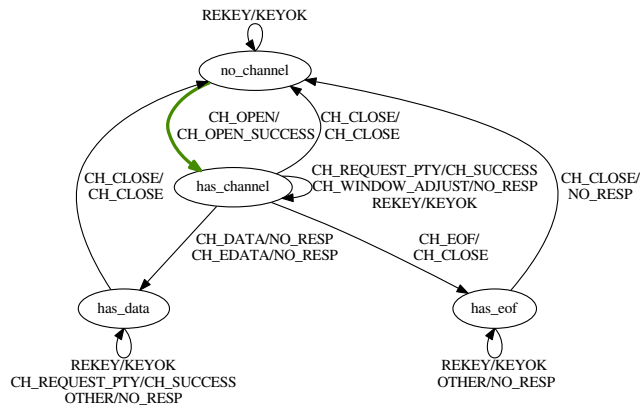 REKEY/KEYOK
no_channel
CH_OPEN/
CH_OPEN_SUCCESS
CH_CLOSE/
CH_CLOSE
CH_CLOSE/
CH_CLOSE
has_channel
CH_REQUEST_PTY/CH_SUCCESS
CH_WINDOW_ADJUST/NO_RESP
REKEY/KEYOK
CH_CLOSE/
NO_RESP
CH_DATA/NO_RESP
CH_EDATA/NO_RESP
CH_EOF/
CH_CLOSE
has_data
has_eof
REKEY/KEYOK
CH_REQUEST_PTY/CH_SUCCESS
OTHER/NO_RESP
REKEY/KEYOK
OTHER/NO_RESP